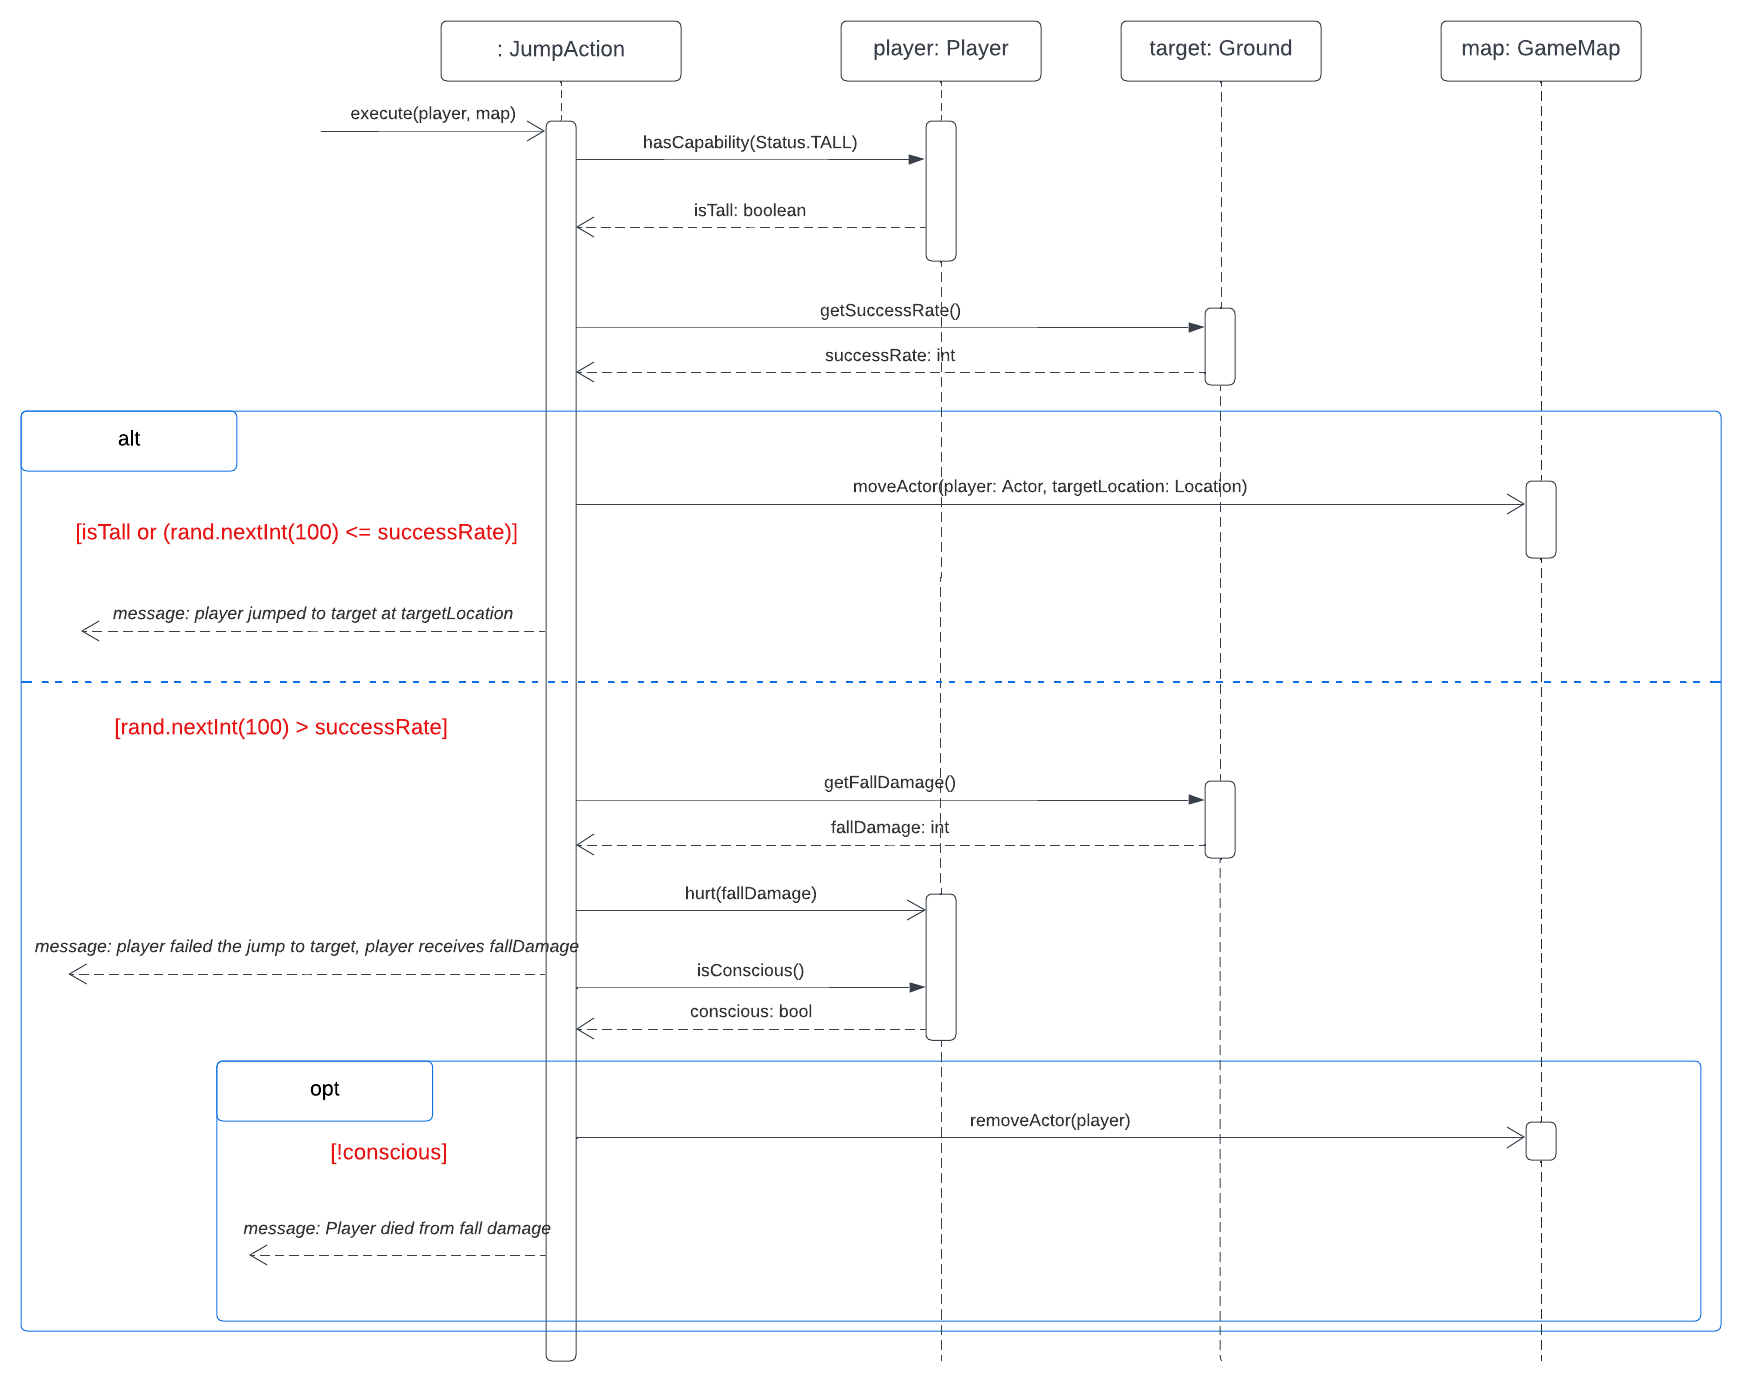 : JumpAction
player: Player
target: Ground
map: GameMap
execute(player, map)
hasCapability(Status.TALL)
isTall: boolean
getSuccessRate()
successRate: int
alt
moveActor(player: Actor, targetLocation: Location)
[isTall or (rand.nextInt(100) <= successRate)]
message: player jumped to target at targetLocation
[rand.nextInt(100) > successRate]
getFallDamage()
fallDamage: int
hurt(fallDamage)
message: player failed the jump to target, player receives fallDamage
isConscious()
conscious: bool
opt
removeActor(player)
[!conscious]
message: Player died from fall damage